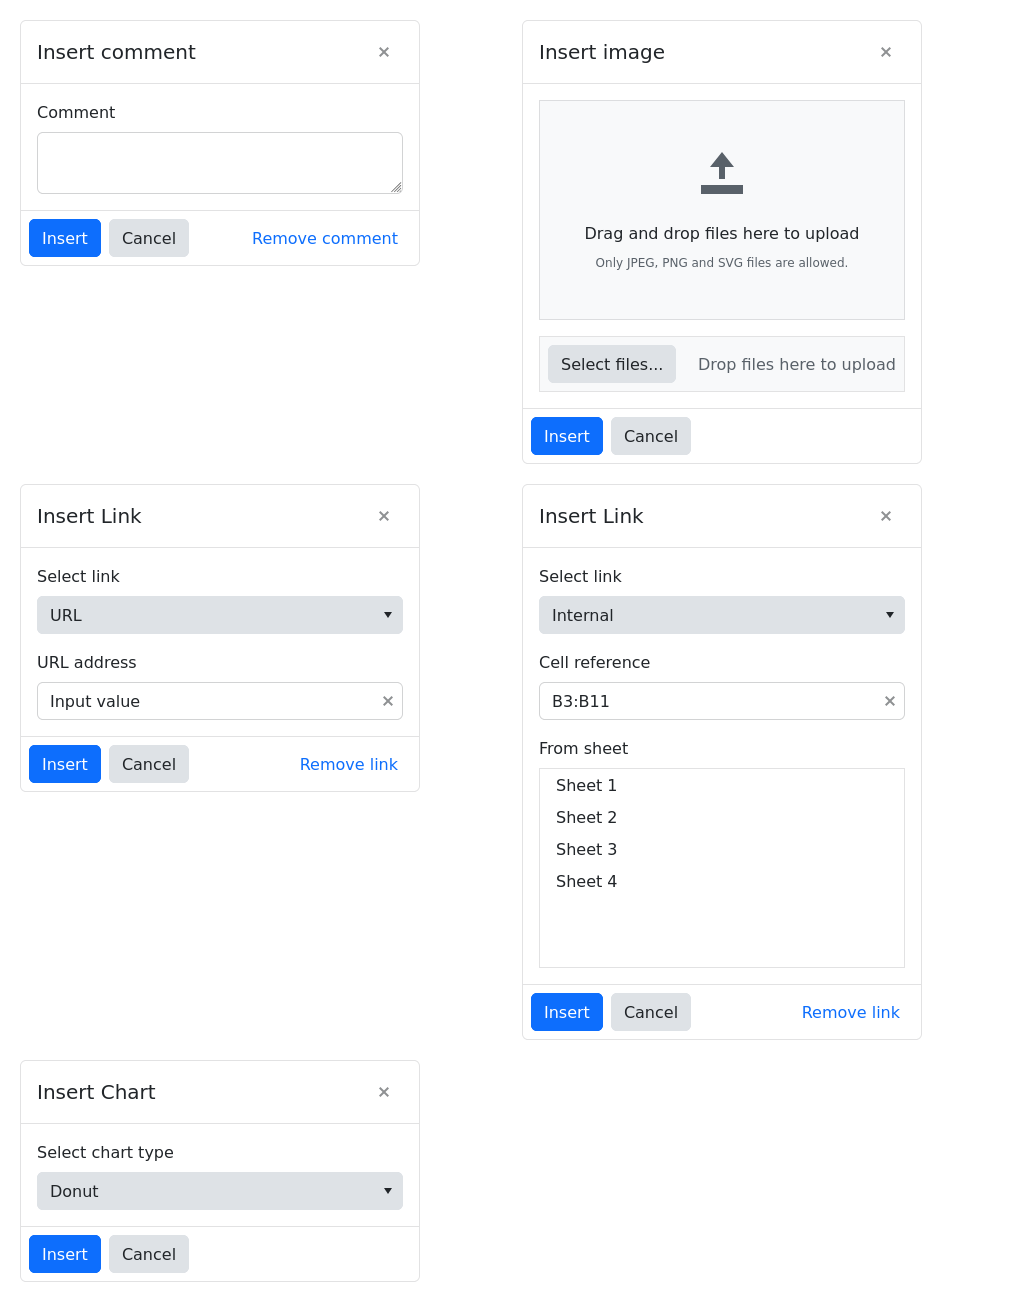 Insert comment
Comment
Insert Cancel Remove comment
Insert image
Drag and drop files here to upload
Only JPEG, PNG and SVG files are allowed.
Select files... Drop files here to upload
Insert Cancel
Insert Link
Select link
URL
URL address
Input value
Insert Cancel Remove link
Insert Link
Select link
Internal
Cell reference
B3:B11
From sheet
Sheet 1
Sheet 2
Sheet 3
Sheet 4
Insert Cancel Remove link
Insert Chart
Select chart type
Donut
Insert Cancel